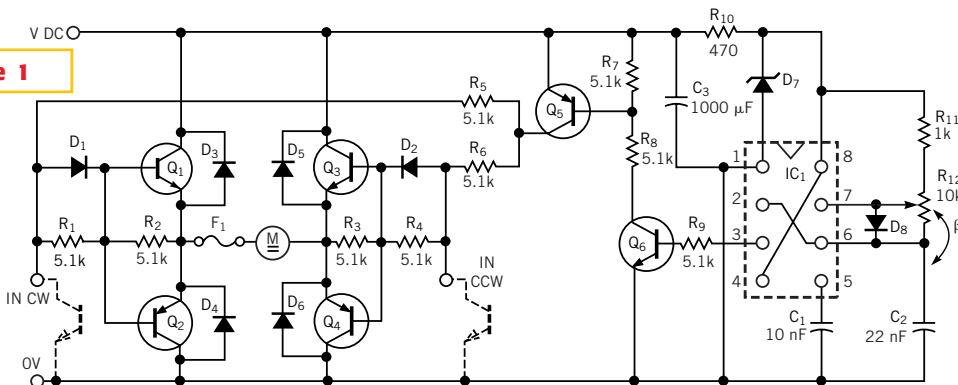 V DC
e 1
R10
470
R7
5.1k
C3
1000 µF
D7
R5
5.1k
Q5
R8
5.1k
R11
1k
D1
Q1
D3
D5
Q3
D2
R6
5.1k
1
IC1
8
R12
10k
2
7
D8
R1
5.1k
R2
5.1k
F1
M
R3
5.1k
R4
5.1k
Q6
R9
5.1k
3
6
4
5
IN CW
Q2
D4
D6
Q4
IN
CCW
C1
10 nF
C2
22 nF
0V